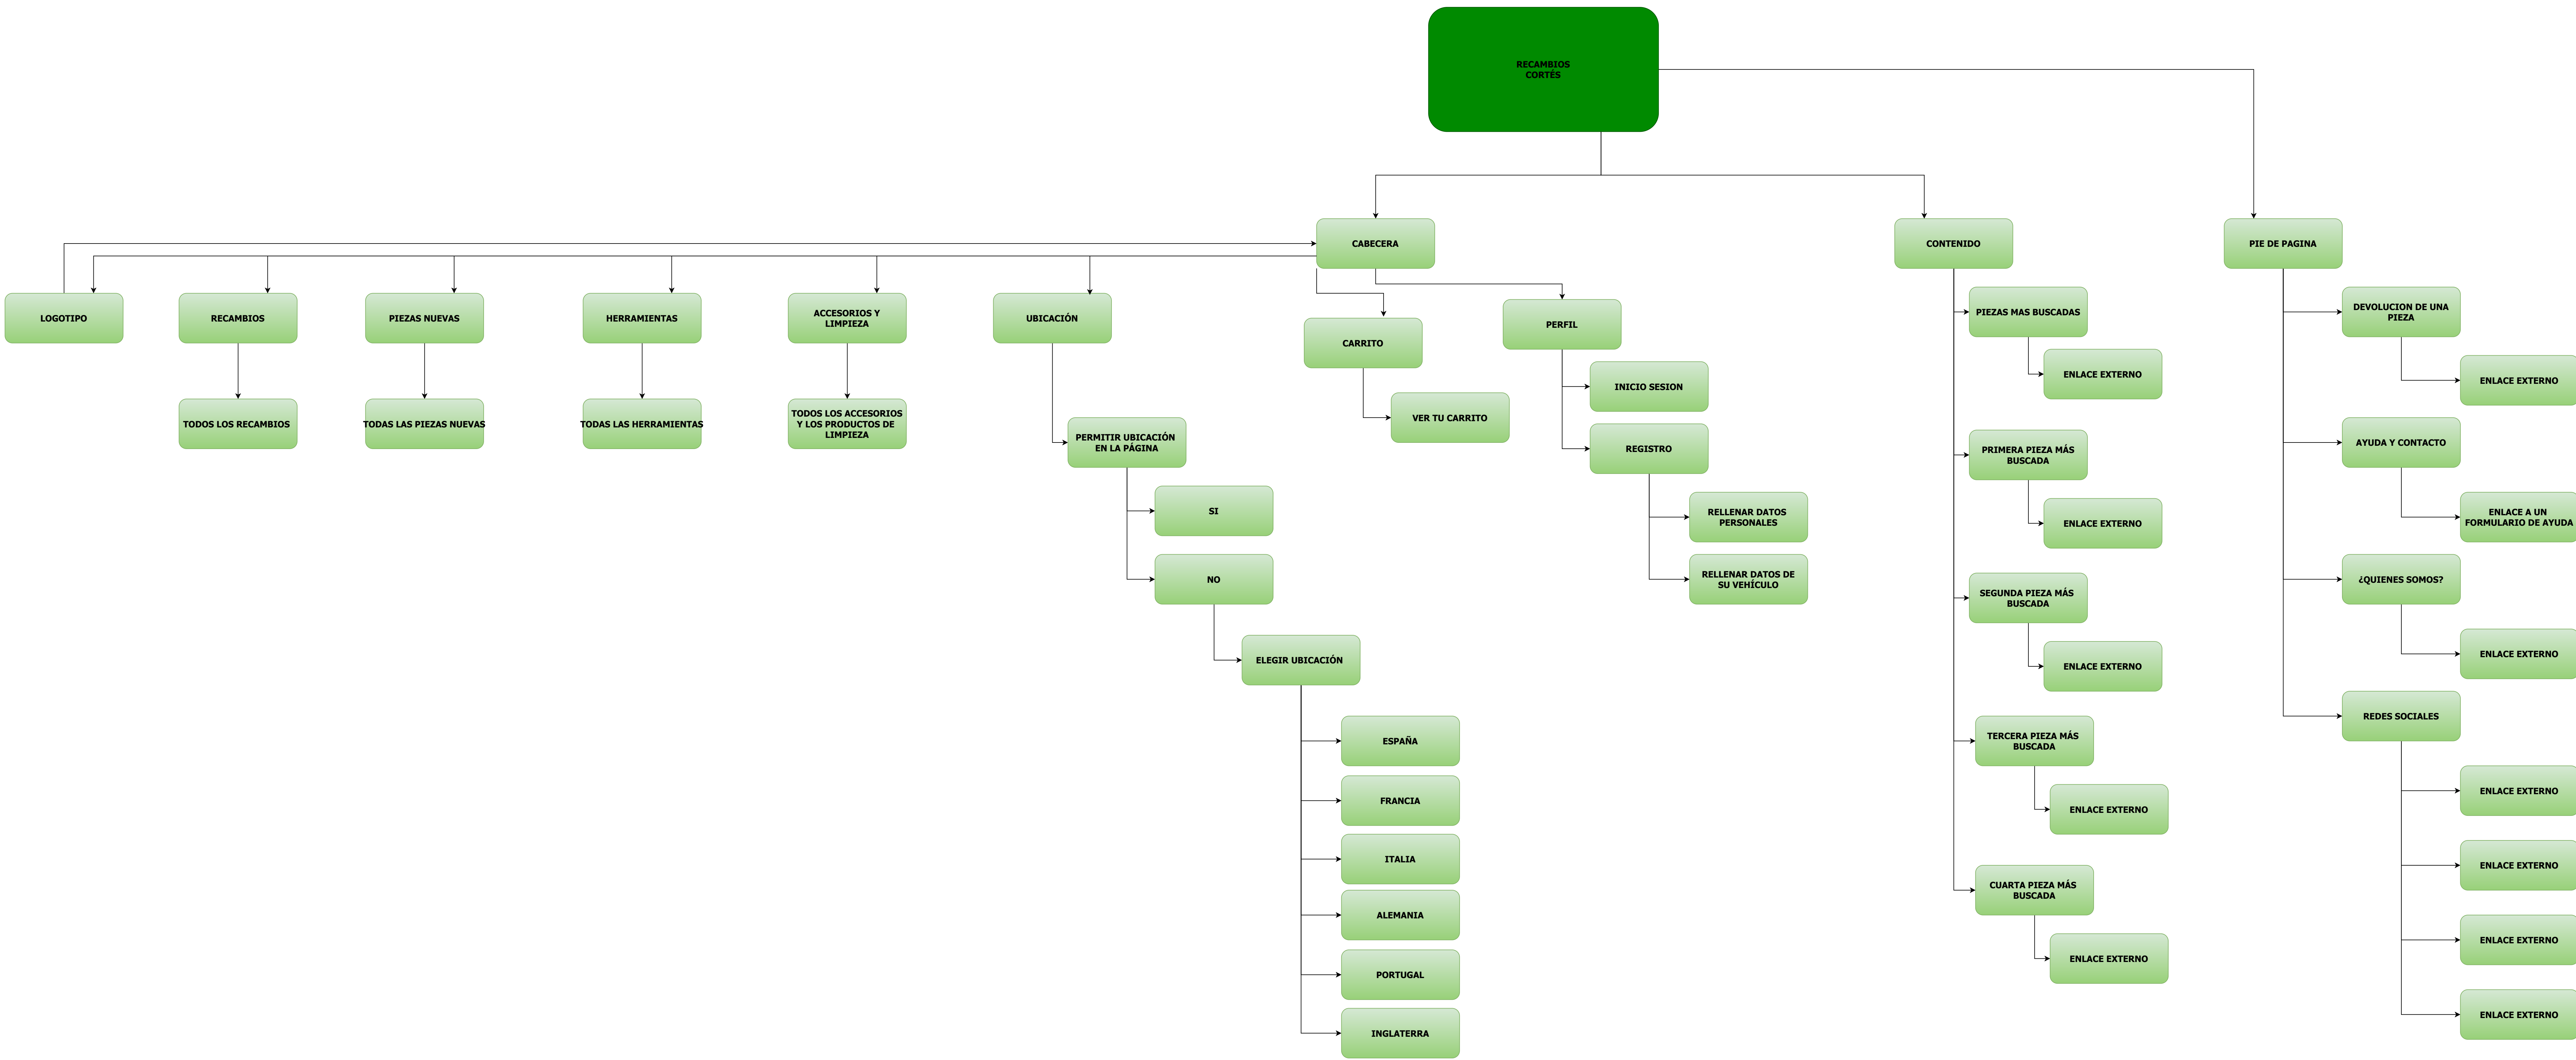 RECAMBIOS
CORTÉS
CABECERA
CONTENIDO
PIE DE PAGINA
LOGOTIPO
RECAMBIOS
PIEZAS NUEVAS
HERRAMIENTAS
ACCESORIOS Y
LIMPIEZA
UBICACIÓN
CARRITO
PERFIL
TODOS LOS RECAMBIOS
TODAS LAS PIEZAS NUEVAS
TODAS LAS HERRAMIENTAS
TODOS LOS ACCESORIOS
Y LOS PRODUCTOS DE
LIMPIEZA
PERMITIR UBICACIÓN
EN LA PÁGINA
SI
NO
ELEGIR UBICACIÓN
ESPAÑA
FRANCIA
ITALIA
ALEMANIA
PORTUGAL
INGLATERRA
VER TU CARRITO
INICIO SESION
REGISTRO
RELLENAR DATOS
PERSONALES
RELLENAR DATOS DE
SU VEHÍCULO
PIEZAS MAS BUSCADAS
ENLACE EXTERNO
PRIMERA PIEZA MÁS
BUSCADA
ENLACE EXTERNO
SEGUNDA PIEZA MÁS
BUSCADA
ENLACE EXTERNO
TERCERA PIEZA MÁS
BUSCADA
ENLACE EXTERNO
CUARTA PIEZA MÁS
BUSCADA
ENLACE EXTERNO
DEVOLUCION DE UNA
PIEZA
ENLACE EXTERNO
AYUDA Y CONTACTO
ENLACE A UN
FORMULARIO DE AYUDA
¿QUIENES SOMOS?
ENLACE EXTERNO
REDES SOCIALES
ENLACE EXTERNO
ENLACE EXTERNO
ENLACE EXTERNO
ENLACE EXTERNO